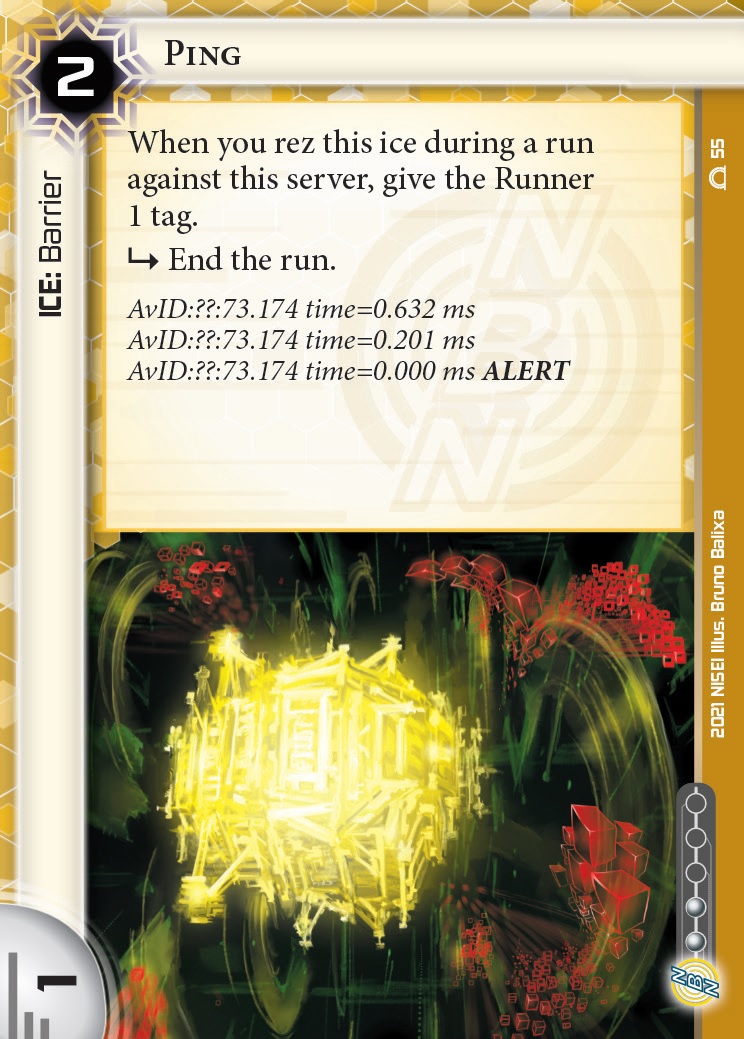 2
Ping
ICE: Barrier
When you rez this ice during a run
against this server, give the Runner
1 tag.
↳ End the run.
AvID:??:73.174 time=0.632 ms
AvID:??:73.174 time=0.201 ms
AvID:??:73.174 time=0.000 ms ALERT
NBN
55
2021 NISEI Illus. Bruno Balixa
1
NBN